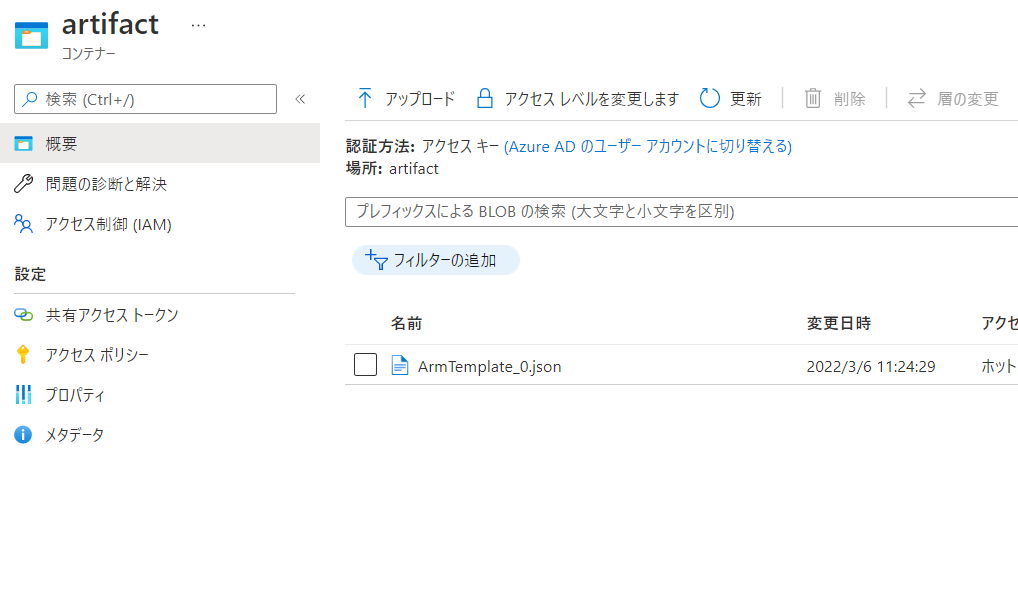 artifact ...
コンテナー
検索 (Ctrl+/)
«
概要
問題の診断と解決
アクセス制御 (IAM)
設定
共有アクセス トークン
アクセス ポリシー
プロパティ
メタデータ
アップロード アクセス レベルを変更します 更新 削除 層の変更
認証方法: アクセス キー (Azure AD のユーザー アカウントに切り替える)
場所: artifact
プレフィックスによる BLOB の検索 (大文字と小文字を区別)
フィルターの追加
名前 変更日時 アクセ
ArmTemplate_0.json 2022/3/6 11:24:29 ホット